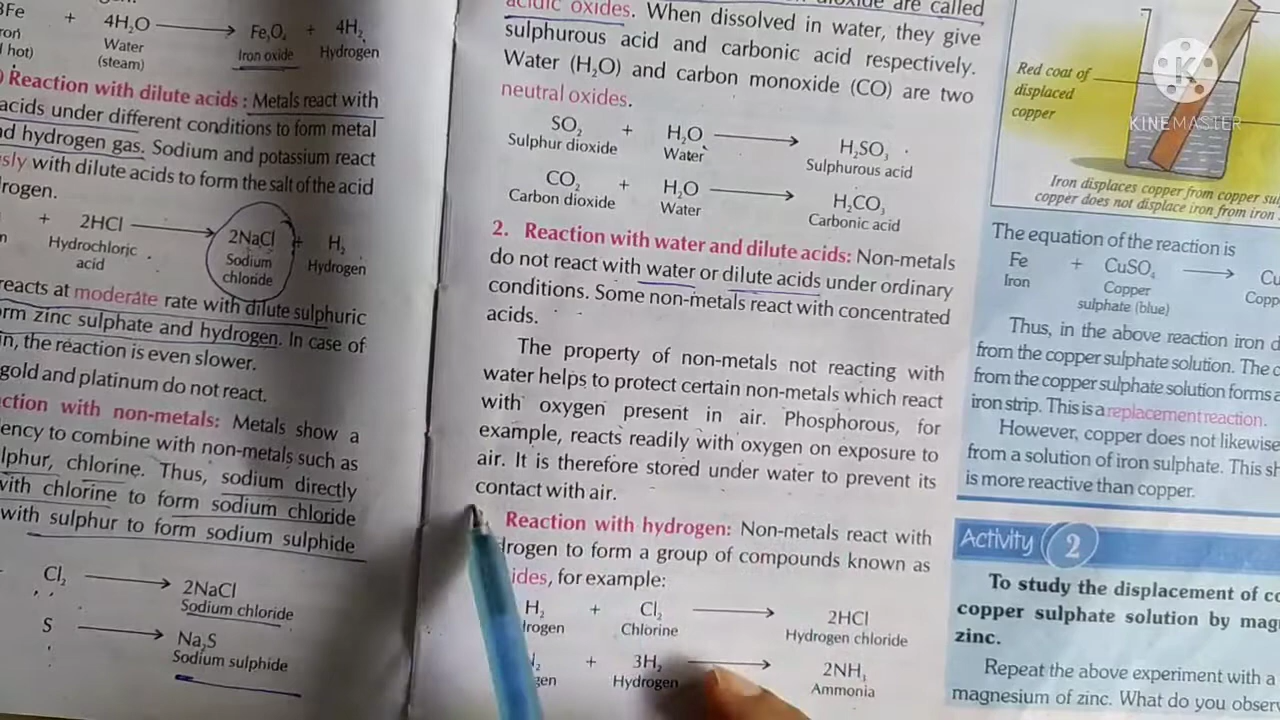 3Fe + 4H₂O ⟶ Fe₃O₄ + 4H₂
Water Iron oxide Hydrogen
hot) (steam)
Reaction with dilute acids : Metals react with
acids under different conditions to form metal
hydrogen gas. Sodium and potassium react
with dilute acids to form the salt of the acid
+ 2HCl ⟶ 2NaCl + H₂
Hydrochloric Sodium Hydrogen
acid chloride
reacts at moderate rate with dilute sulphuric
zinc sulphate and hydrogen. In case of
the reaction is even slower.
gold and platinum do not react.
with non-metals: Metals show a
to combine with non-metals such as
chlorine. Thus, sodium directly
with chlorine to form sodium chloride
with sulphur to form sodium sulphide
Cl₂ ⟶ 2NaCl
Sodium chloride
S ⟶ Na₂S
Sodium sulphide
are called
acidic oxides. When dissolved in water, they give
sulphurous acid and carbonic acid respectively.
Water (H₂O) and carbon monoxide (CO) are two
neutral oxides.
SO₂ + H₂O ⟶ H₂SO₃
Sulphur dioxide Water Sulphurous acid
CO₂ + H₂O ⟶ H₂CO₃
Carbon dioxide Water Carbonic acid
2. Reaction with water and dilute acids: Non-metals
do not react with water or dilute acids under ordinary
conditions. Some non-metals react with concentrated
acids.
The property of non-metals not reacting with
water helps to protect certain non-metals which react
with oxygen present in air. Phosphorous, for
example, reacts readily with oxygen on exposure to
air. It is therefore stored under water to prevent its
contact with air.
Reaction with hydrogen: Non-metals react with
to form a group of compounds known as
for example:
H₂ + Cl₂ ⟶ 2HCl
Chlorine Hydrogen chloride
+ 3H₂ ⟶ 2NH₃
Hydrogen Ammonia
KINEMASTER
Red coat of
displaced
copper
Iron displaces copper from copper
copper does not displace iron from iron
The equation of the reaction is
Fe + CuSO₄ ⟶
Iron Copper
sulphate (blue)
Thus, in the above reaction iron
from the copper sulphate solution. The
from the copper sulphate solution forms
iron strip. This is a replacement reaction.
However, copper does not likewise
from a solution of iron sulphate. This
is more reactive than copper.
Activity 2
To study the displacement of
copper sulphate solution by
zinc.
Repeat the above experiment with a
magnesium of zinc. What do you